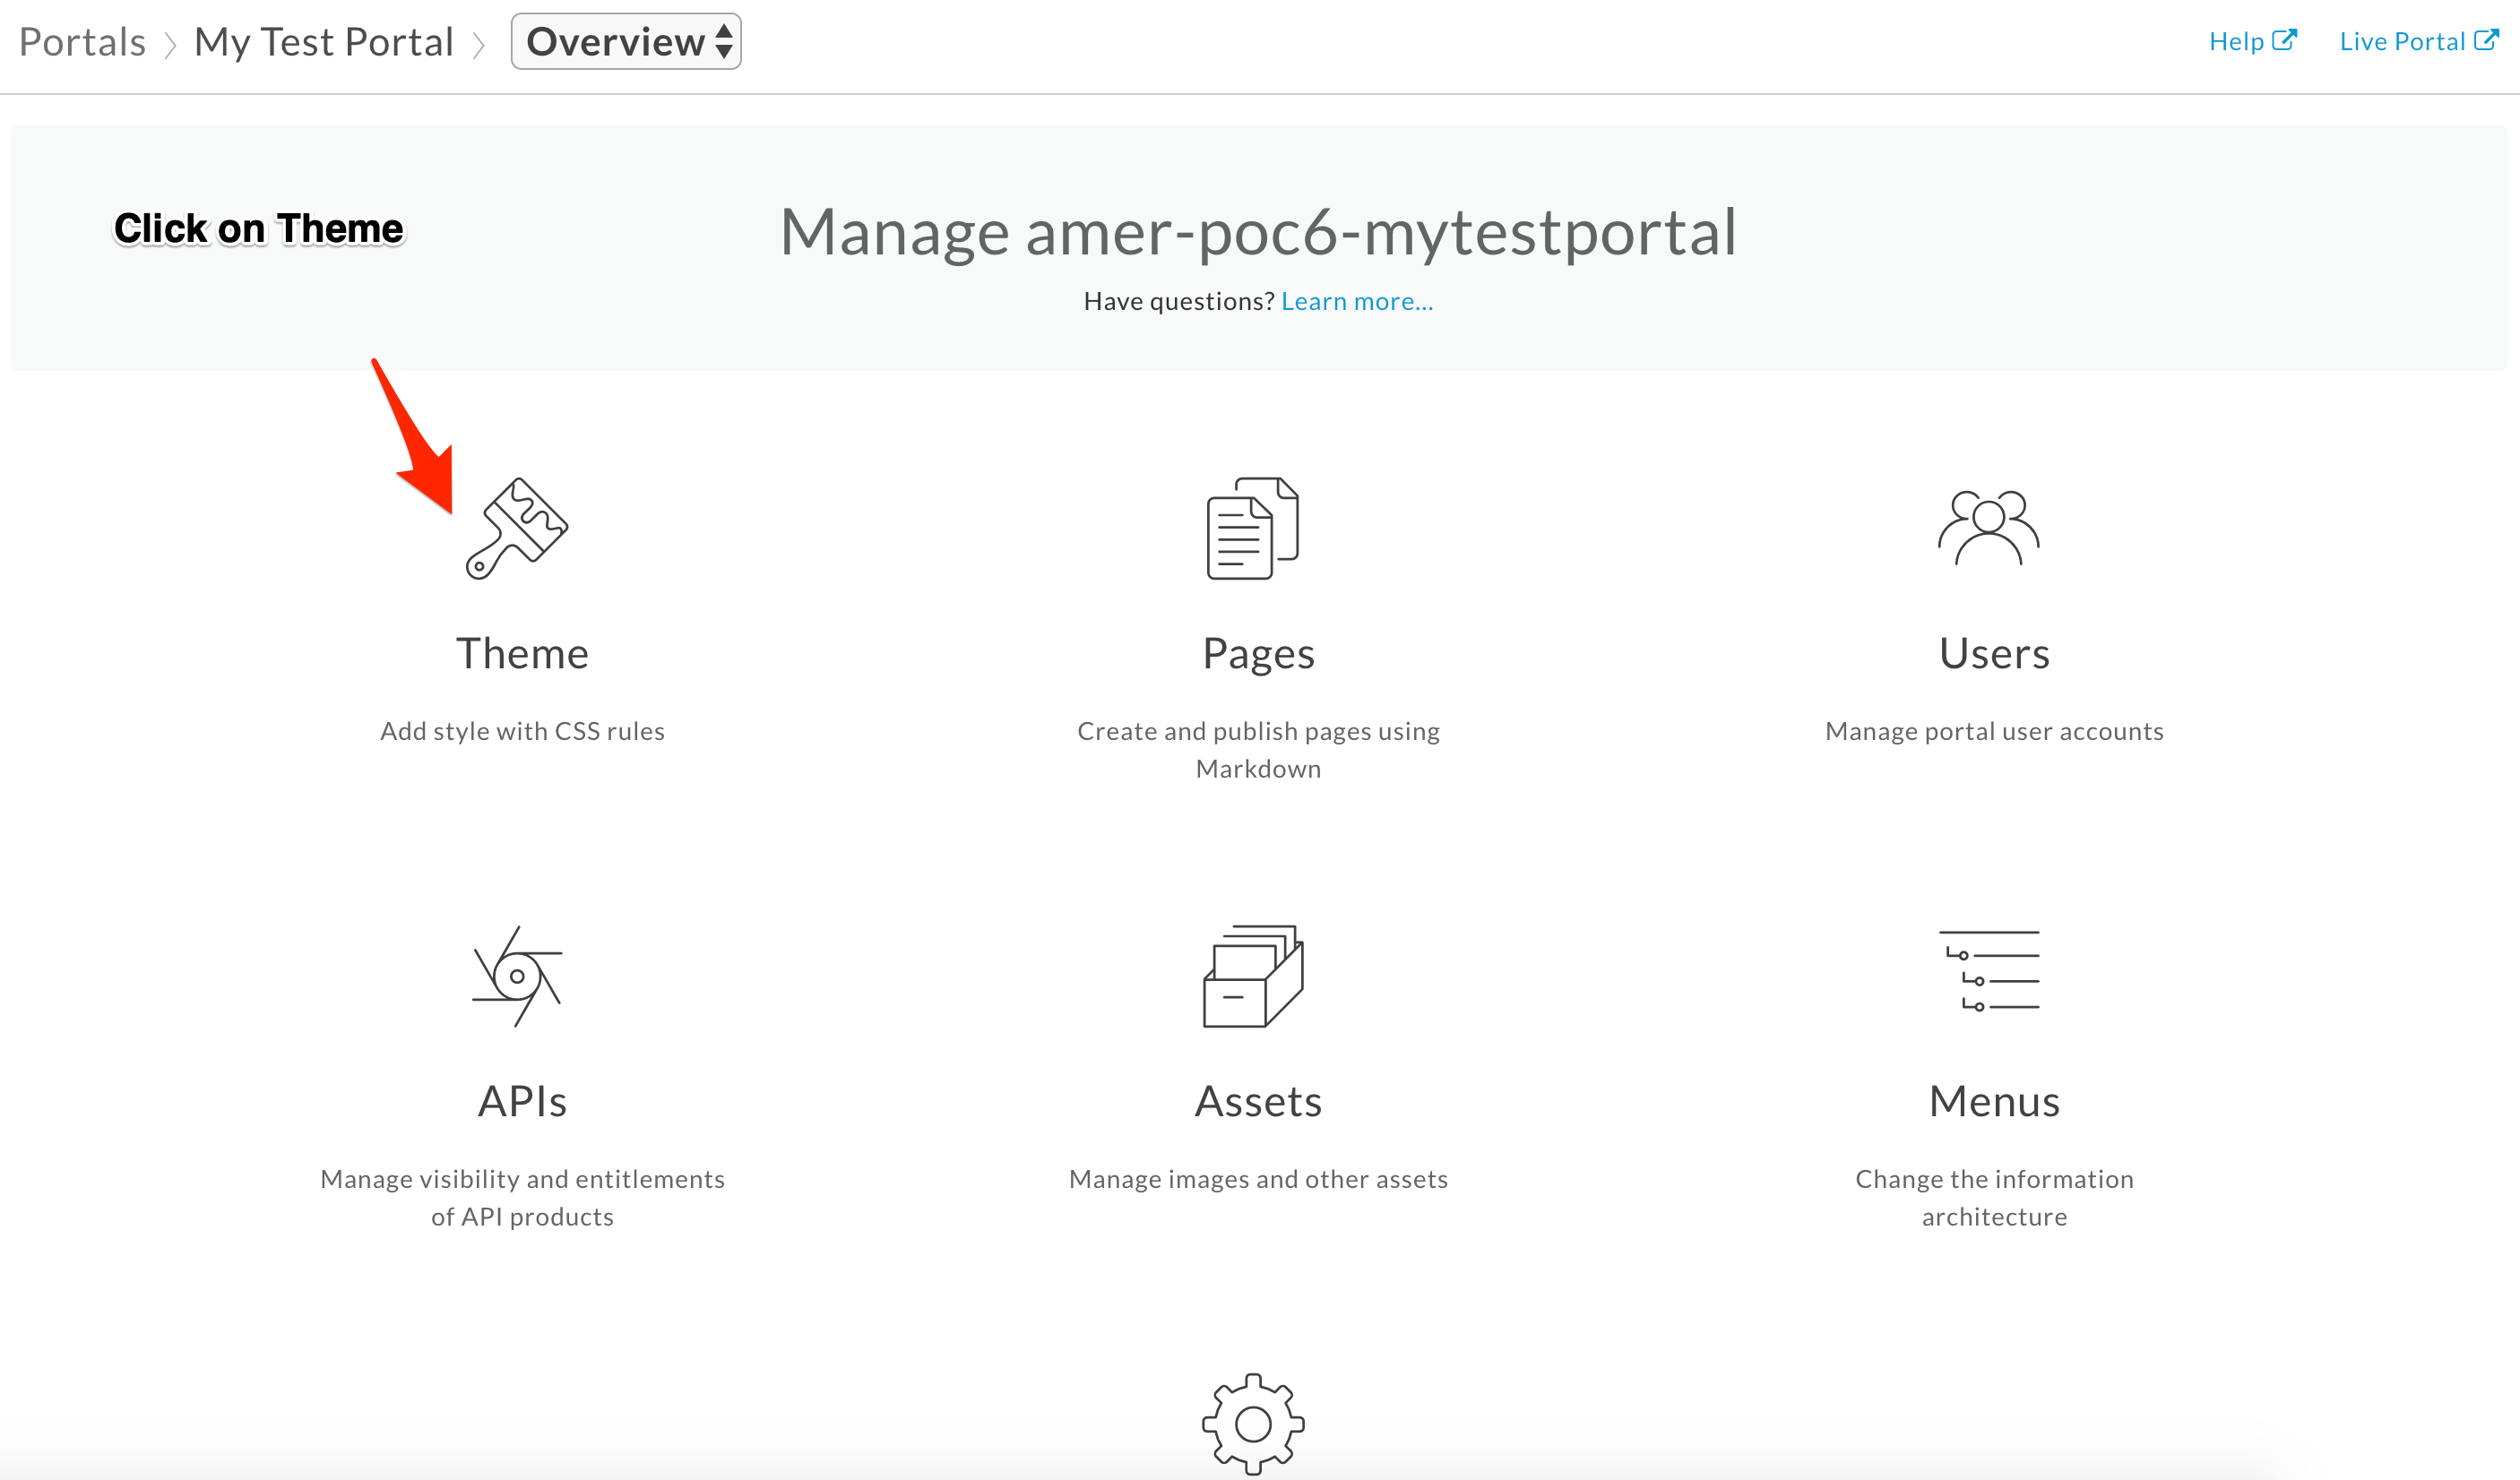 Portals My Test Portal Overview Help Live Portal
Click on Theme
Manage amer-poc6-mytestportal
Have questions? Learn more...
Theme Pages Users
Add style with CSS rules
Create and publish pages using
Markdown
Manage portal user accounts
APIs Assets Menus
Manage visibility and entitlements
of API products
Manage images and other assets
Change the information
architecture